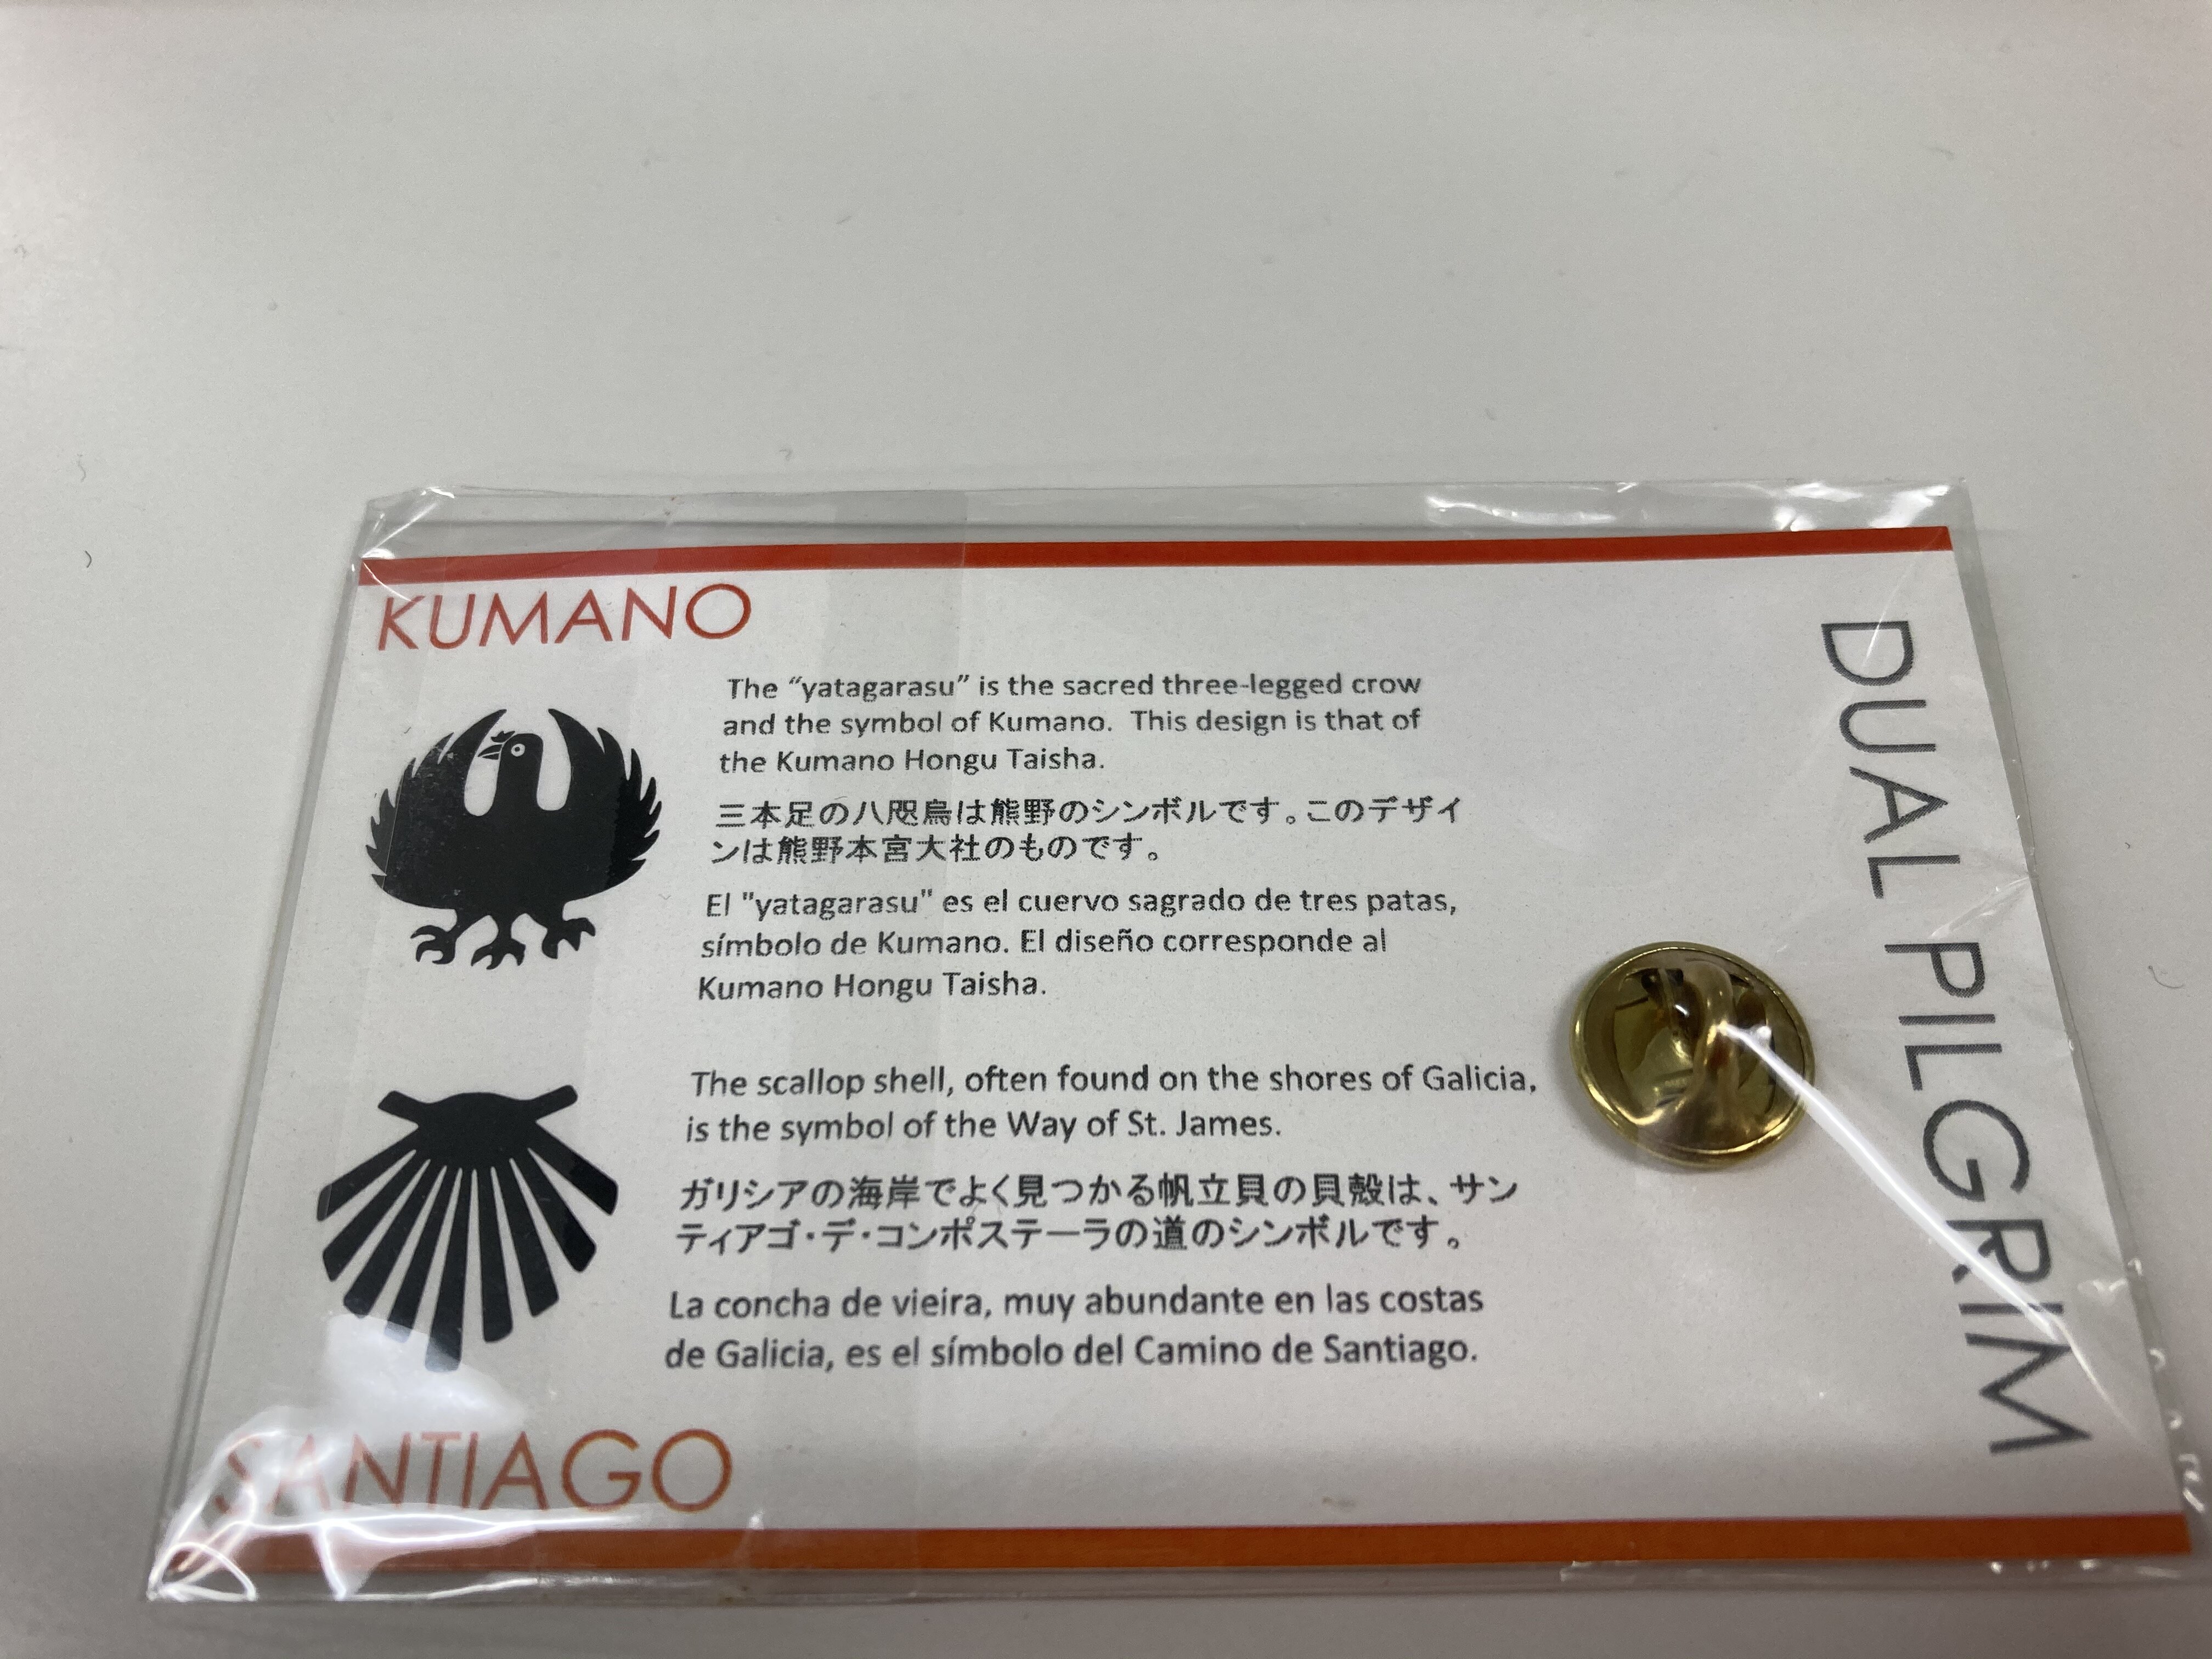 KUMANO
The “yatagarasu” is the sacred three-legged crow
and the symbol of Kumano. This design is that of
the Kumano Hongu Taisha.
三本足の八咫烏は熊野のシンボルです。このデザイ
ンは熊野本宮大社のものです。
El "yatagarasu" es el cuervo sagrado de tres patas,
símbolo de Kumano. El diseño corresponde al
Kumano Hongu Taisha.
The scallop shell, often found on the shores of Galicia,
is the symbol of the Way of St. James.
ガリシアの海岸でよく見つかる帆立貝の貝殻は、サン
ティアゴ・デ・コンポステーラの道のシンボルです。
La concha de vieira, muy abundante en las costas
de Galicia, es el símbolo del Camino de Santiago.
SANTIAGO
DUAL PILGRIM